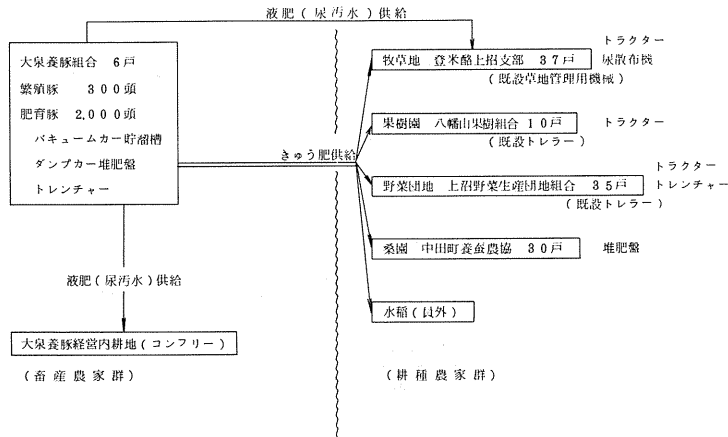 液肥(尿汚水)供給
大泉養豚組合 6戸
繁殖豚 300頭
肥育豚 2,000頭
バキュームカー貯溜槽
ダンプカー堆肥盤
トレンチャー
きゅう肥供給
液肥(尿汚水)供給
大泉養豚経営内耕地(コンフリー)
(畜産農家群)
トラクター
牧草地 登米酪上招支部 37戸 尿散布機
(既設草地管理用機械)
果樹園 八幡山果樹組合 10戸 トラクター
(既設トレラー)
トラクター
野菜団地 上沼野菜生産団地組合 35戸 トレンチャー
(既設トレラー)
桑園 中田町養蚕農協 30戸 堆肥盤
水稲(員外)
(耕種農家群)